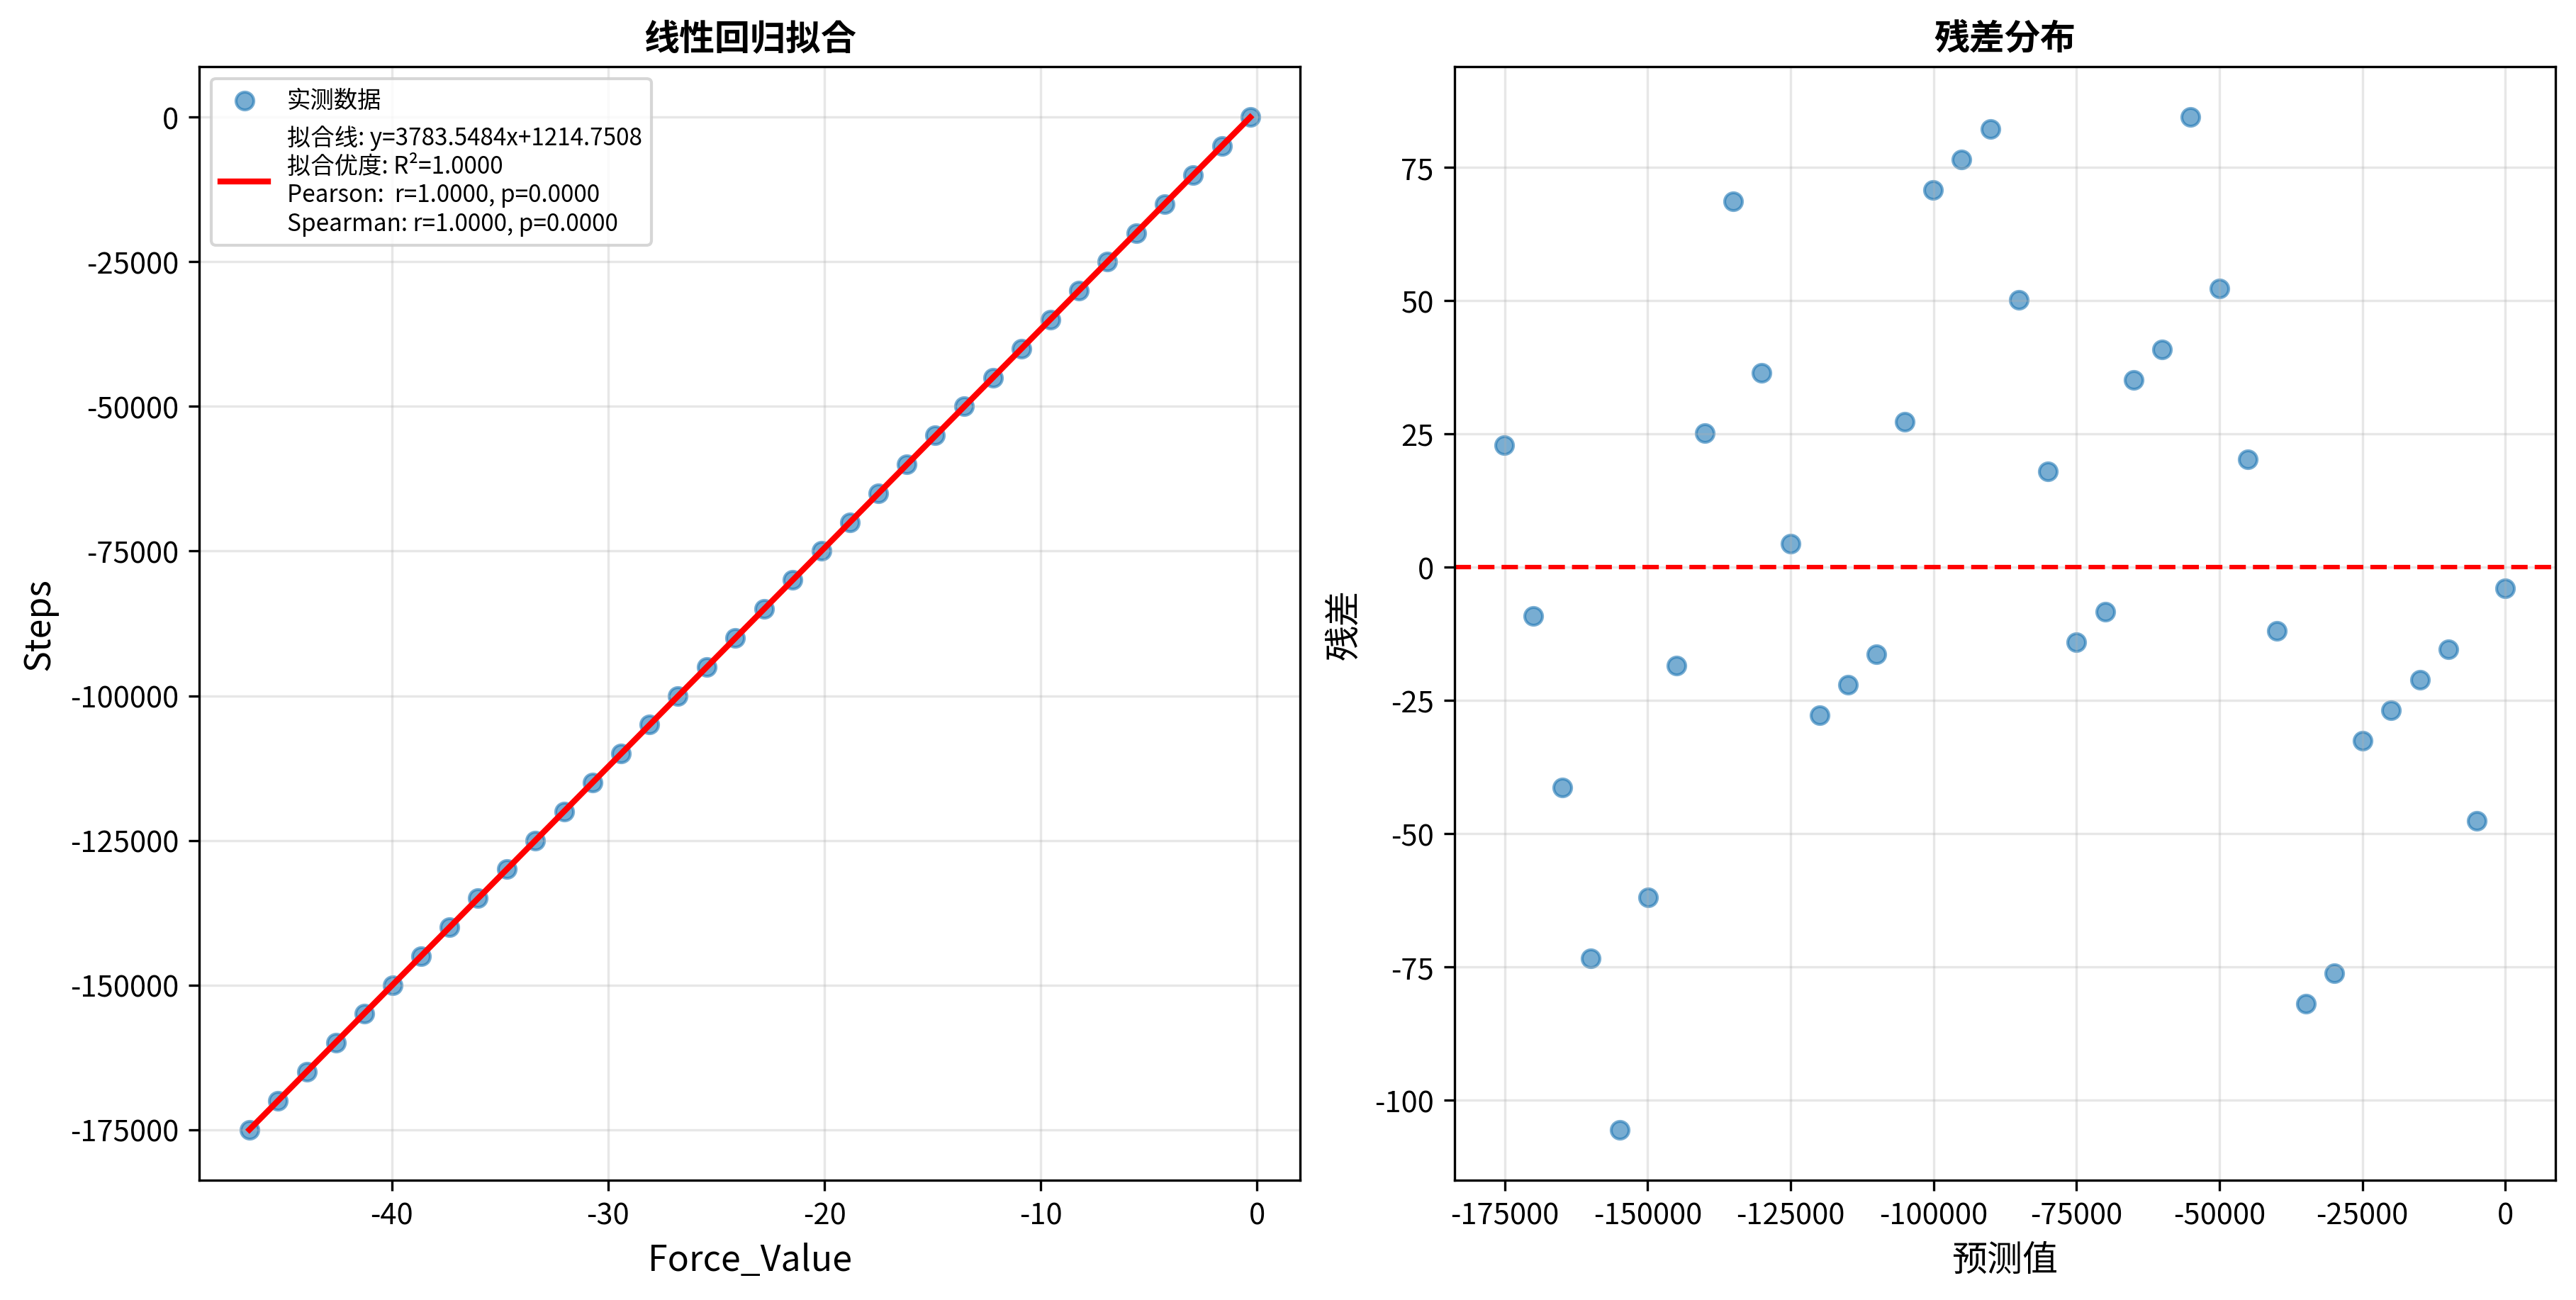 线性回归拟合
实测数据
拟合线: y=3783.5484x+1214.7508
拟合优度: R²=1.0000
Pearson: r=1.0000, p=0.0000
Spearman: r=1.0000, p=0.0000
0
-25000
-50000
-75000
-100000
-125000
-150000
-175000
Steps
-40 -30 -20 -10 0
Force_Value
残差分布
75
50
25
0
-25
-50
-75
-100
残差
-175000 -150000 -125000 -100000 -75000 -50000 -25000 0
预测值